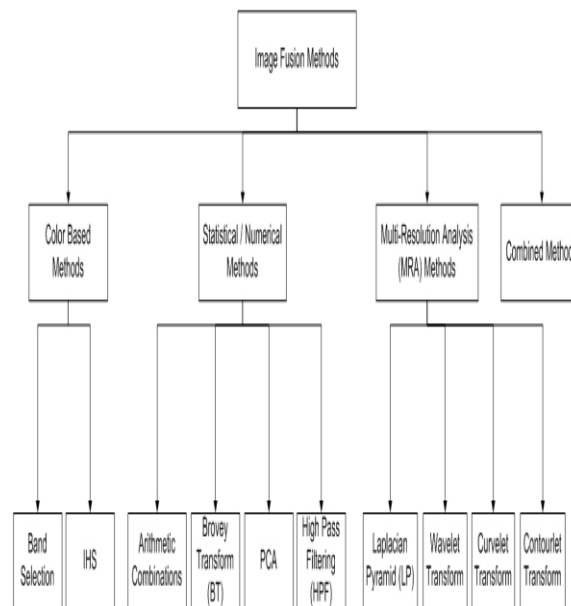 Image Fusion Methods
Color Based
Methods
Statistical / Numerical
Methods
Multi-Resolution Analysis
(MRA) Methods
Combined Method
Band
Selection
IHS
Arithmetic
Combinations
Brovey
Transform
(BT)
PCA
High Pass
Filtering
(HPF)
Laplacian
Pyramid (LP)
Wavelet
Transform
Curvelet
Transform
Contourlet
Transform